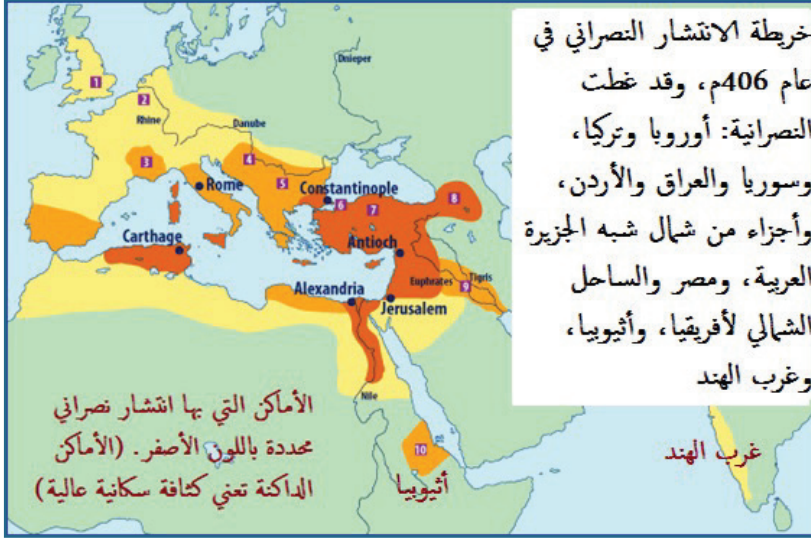 خريطة الانتشار النصراني في
عام 406م، وقد غطت
النصرانية: أوروبا وتركيا،
وسوريا والعراق والأردن،
وأجزاء من شمال شبه الجزيرة
العربية، ومصر والساحل
الشمالي لأفريقيا، وأثيوبيا،
وغرب الهند
Dnieper
1
2
Rhine
Danube
3
4
5
Rome
Constantinople
6
7
8
Carthage
Antioch
Euphrates
Tigris
9
Alexandria
Jerusalem
Nile
10
أثيوبيا
غرب الهند
الأماكن التي بها انتشار نصراني
محددة باللون الأصفر. (الأماكن
الداكنة تعني كثافة سكانية عالية)